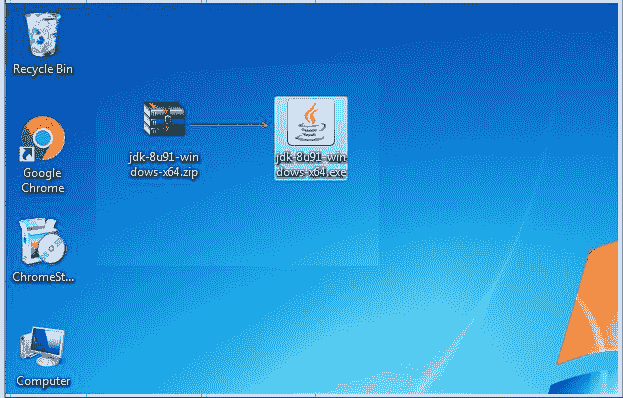 Recycle Bin
jdk-8u91-win
dows-x64.zip
jdk-8u91-win
dows-x64.exe
Google
Chrome
ChromeSt...
Computer